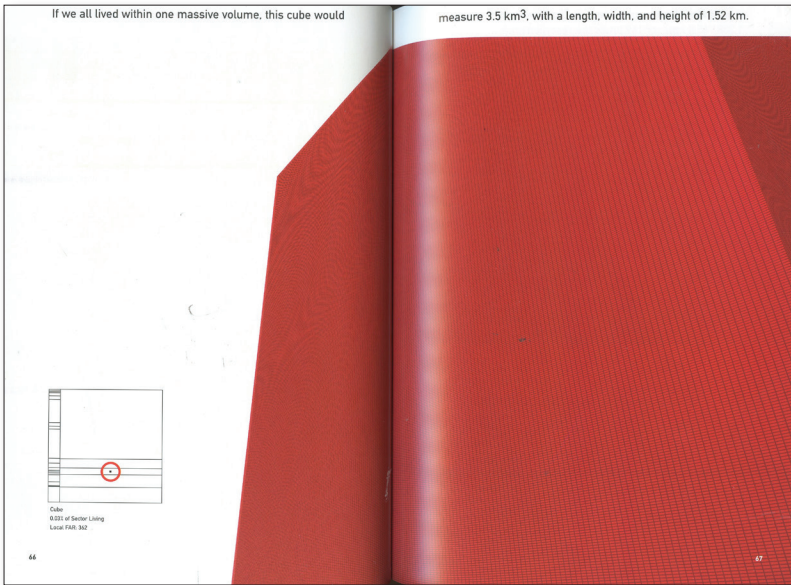 If we all lived within one massive volume, this cube would
measure 3.5 km³, with a length, width, and height of 1.52 km.
Cube
0.03% of Sector Living
Local FAR: 362
66
67